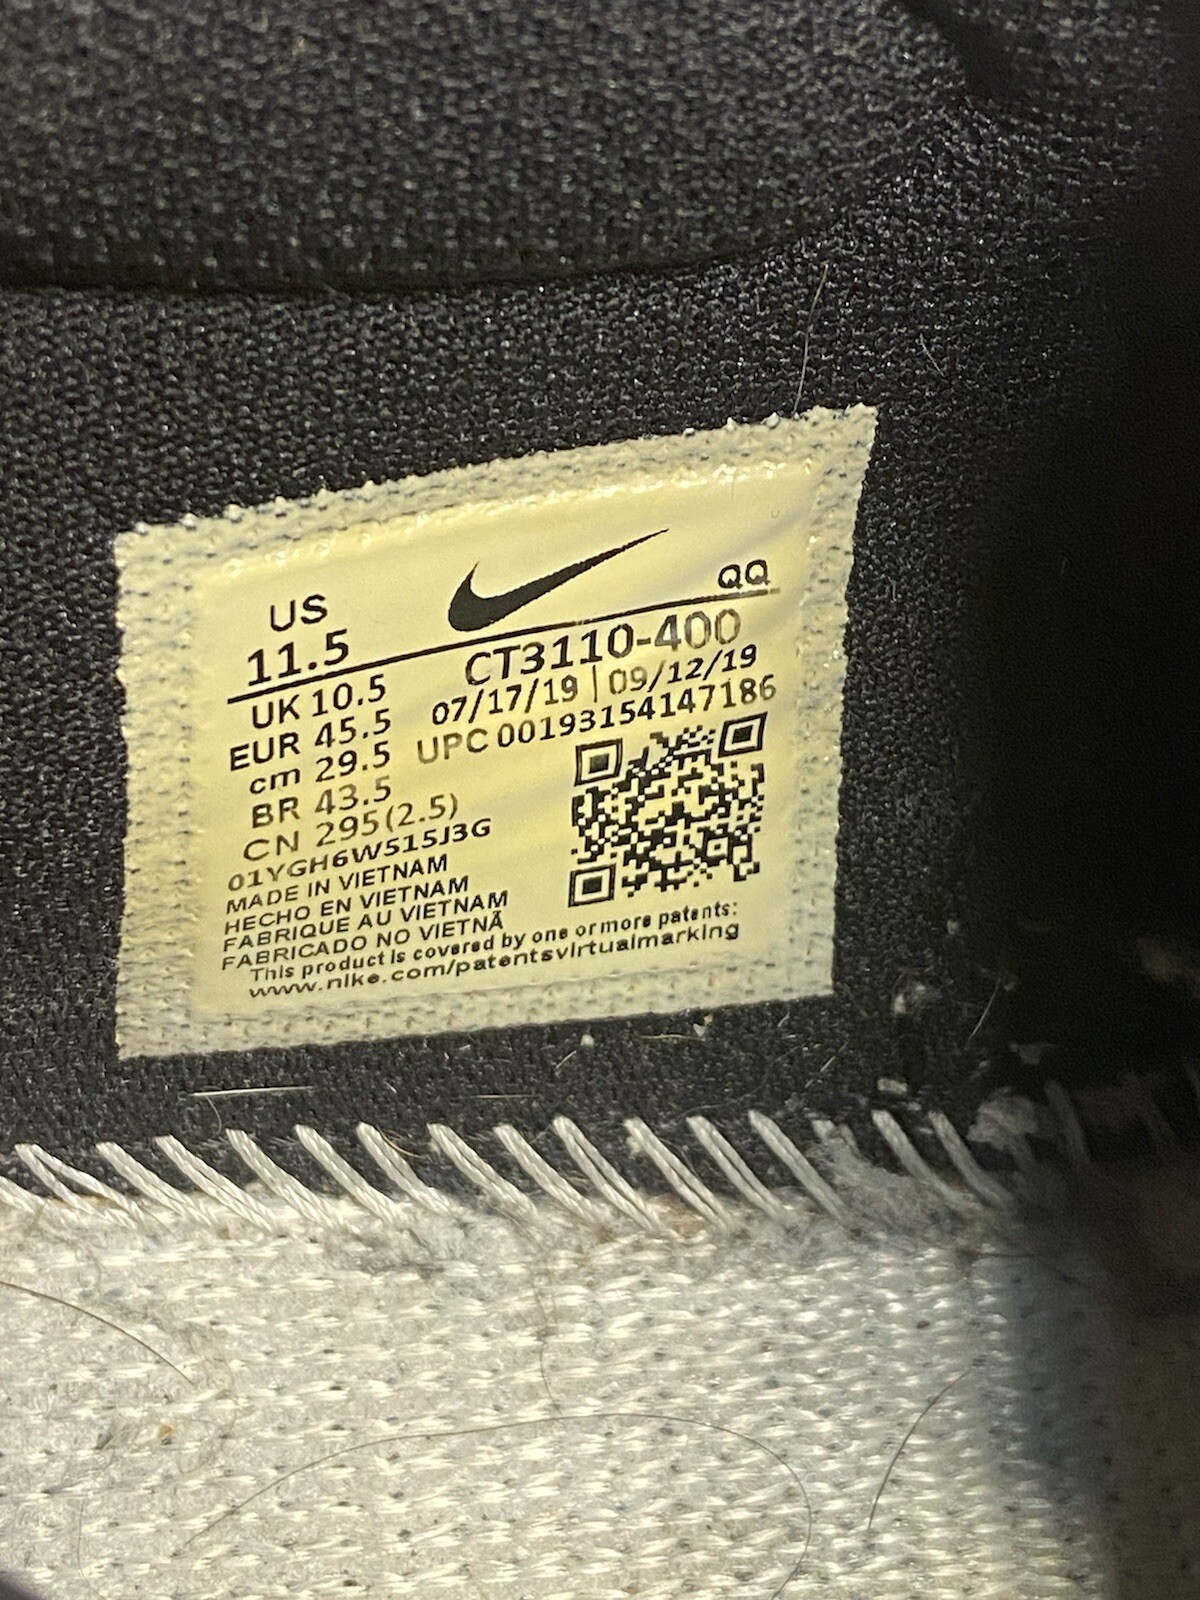 US
11.5
QQ
UK 10.5
EUR 45.5
cm 29.5
BR 43.5
CN 295(2.5)
CT3110-400
07/17/19 | 09/12/19
UPC 00193154147186
01YGH6W515J3G
MADE IN VIETNAM
HECHO EN VIETNAM
FABRIQUE AU VIETNAM
FABRICADO NO VIETNÃ
This product is covered by one or more patents:
www.nike.com/patentsvirtualmarking